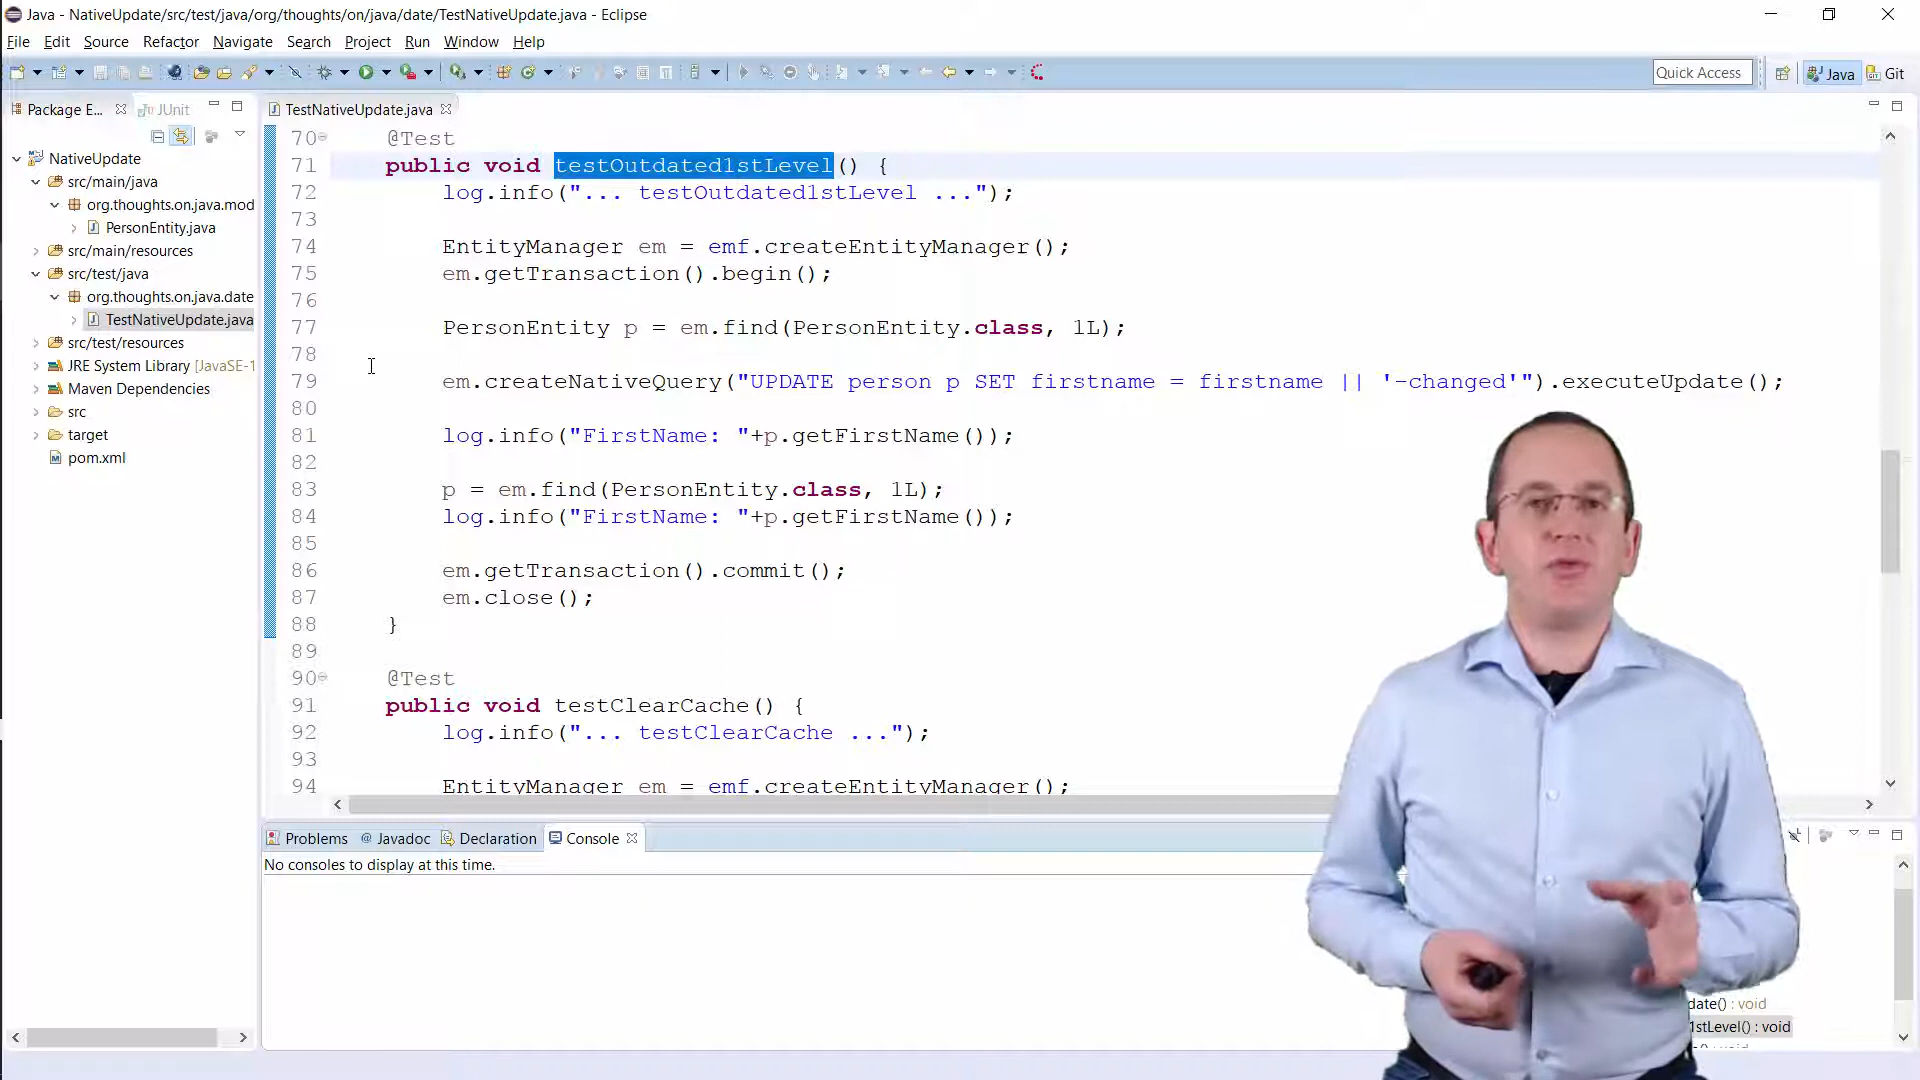 Java - NativeUpdate/src/test/java/org/thoughts/on/java/date/TestNativeUpdate.java - Eclipse
File Edit Source Refactor Navigate Search Project Run Window Help
Quick Access Java Git
Package E... JUnit
TestNativeUpdate.java
NativeUpdate
src/main/java
org.thoughts.on.java.mod
PersonEntity.java
src/main/resources
src/test/java
org.thoughts.on.java.date
TestNativeUpdate.java
src/test/resources
JRE System Library [JavaSE-1
Maven Dependencies
src
target
pom.xml
70 @Test
71 public void testOutdated1stLevel() {
72 log.info("... testOutdated1stLevel ...");
73
74 EntityManager em = emf.createEntityManager();
75 em.getTransaction().begin();
76
77 PersonEntity p = em.find(PersonEntity.class, 1L);
78
79 em.createNativeQuery("UPDATE person p SET firstname = firstname || '-changed'").executeUpdate();
80
81 log.info("FirstName: "+p.getFirstName());
82
83 p = em.find(PersonEntity.class, 1L);
84 log.info("FirstName: "+p.getFirstName());
85
86 em.getTransaction().commit();
87 em.close();
88 }
89
90 @Test
91 public void testClearCache() {
92 log.info("... testClearCache ...");
93
94 EntityManager em = emf.createEntityManager();
Problems @ Javadoc Declaration Console
No consoles to display at this time.
date() : void
1stLevel() : void